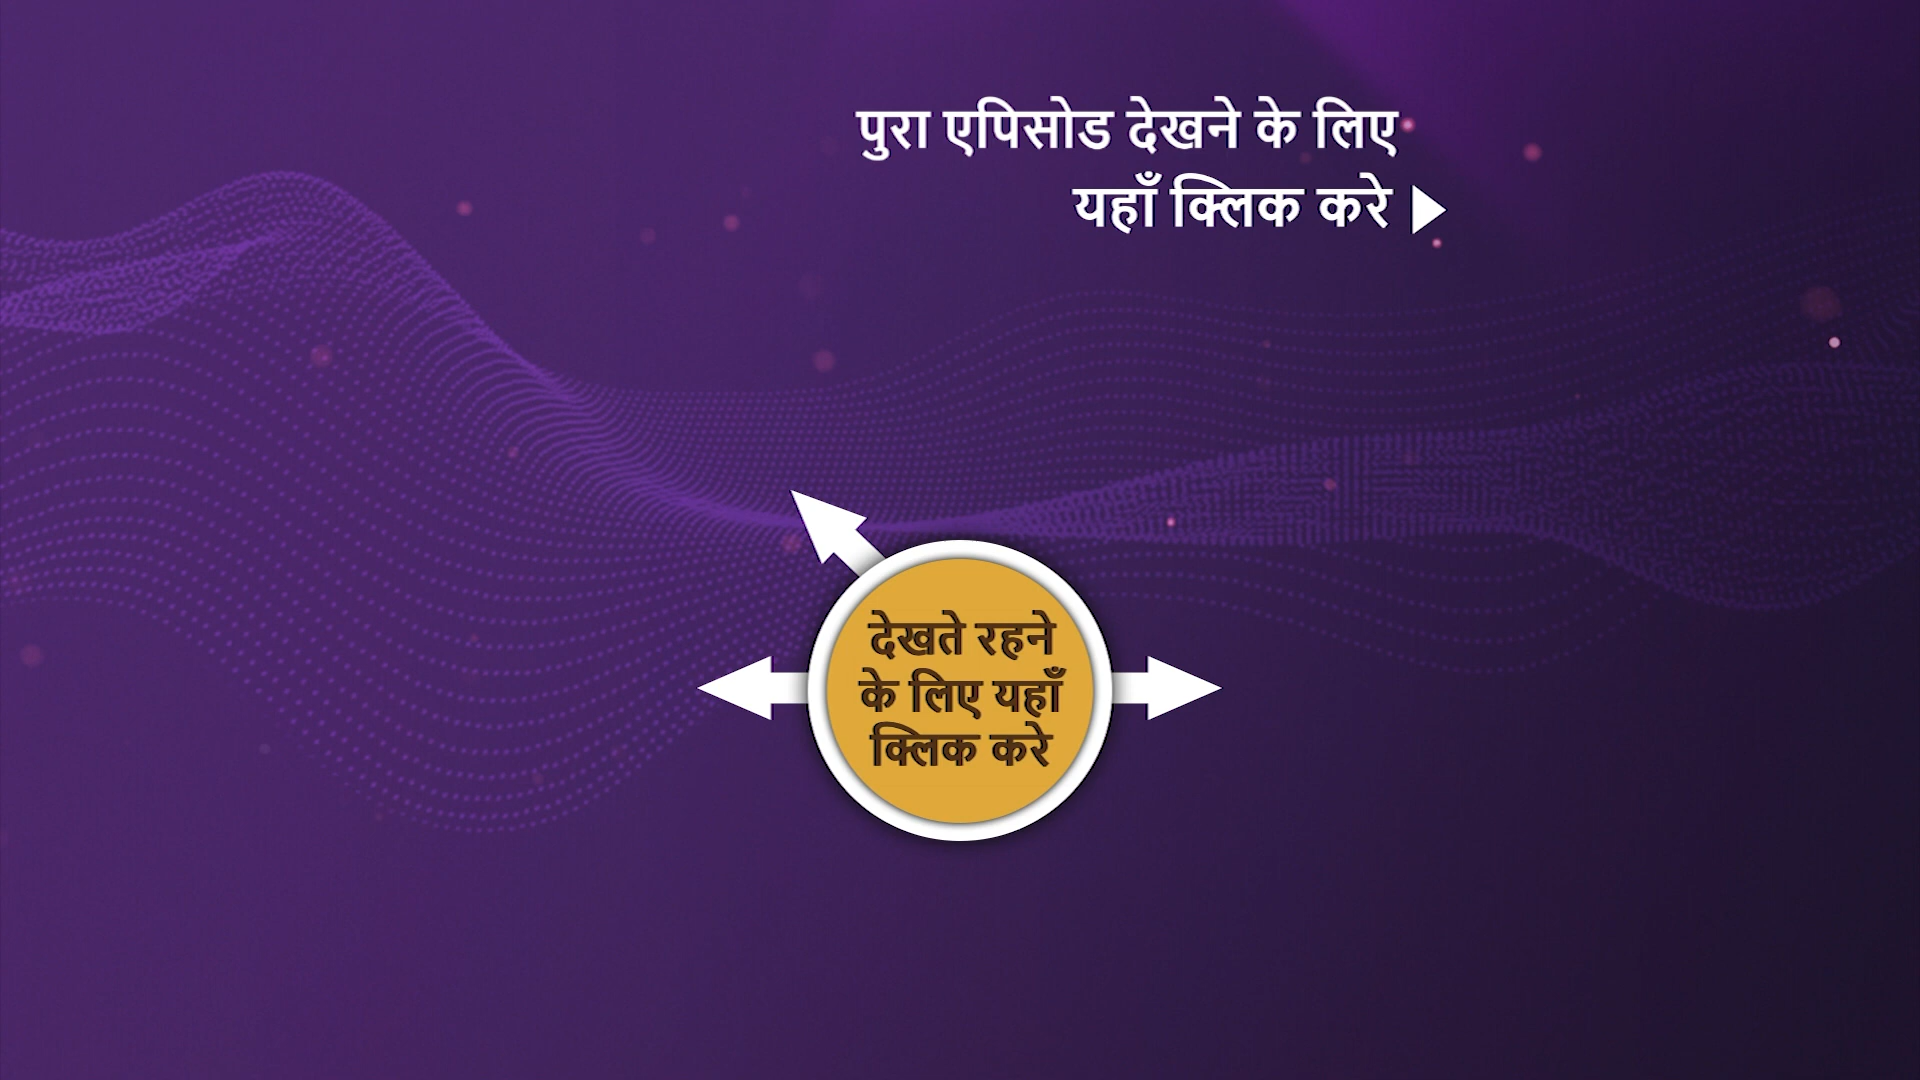 पुरा एपिसोड देखने के लिए
यहाँ क्लिक करे
देखते रहने
के लिए यहाँ
क्लिक करे